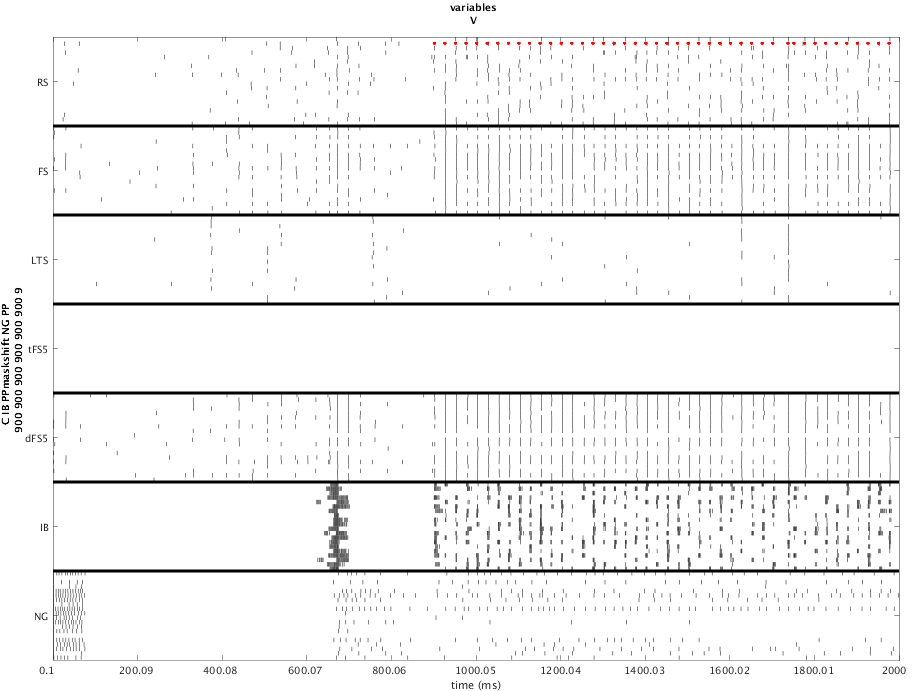 variables
V
RS
FS
LTS
tFS5
dFS5
IB
NG
C IB PPmaskshift NG PP
900 900 900 900 900 900 9
0.1 200.09 400.08 600.07 800.06 1000.05 1200.04 1400.03 1600.02 1800.01 2000
time (ms)